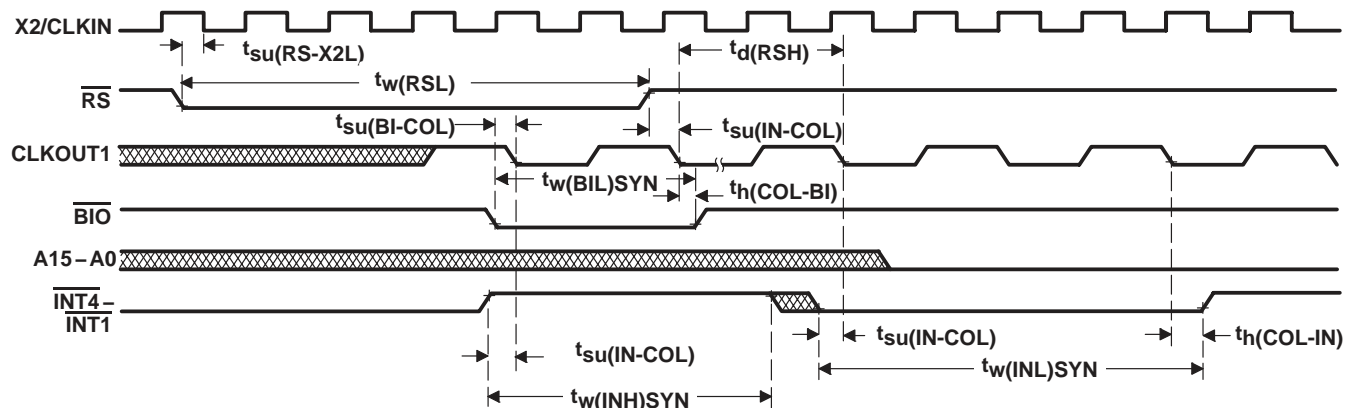 X2/CLKIN
tsu(RS-X2L)
td(RSH)
tw(RSL)
RS
tsu(BI-COL)
tsu(IN-COL)
CLKOUT1
tw(BIL)SYN
th(COL-BI)
BIO
A15–A0
INT4–
INT1
tsu(IN-COL)
tsu(IN-COL)
th(COL-IN)
tw(INL)SYN
tw(INH)SYN